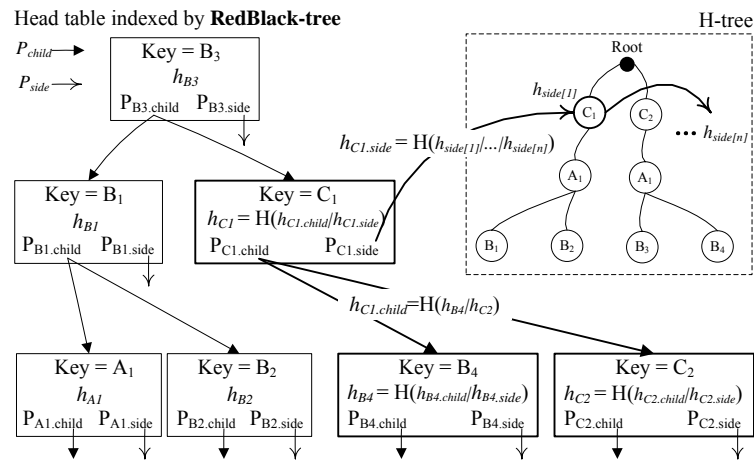 Head table indexed by RedBlack-tree
H-tree
P_child
P_side
Key = B₃
h_B3
P_B3.child P_B3.side
Root
h_side[1]
C₁ C₂
... h_side[n]
h_C1.side = H(h_side[1]/.../h_side[n])
A₁ A₁
B₁ B₂ B₃ B₄
Key = B₁
h_B1
P_B1.child P_B1.side
Key = C₁
h_C1 = H(h_C1.child/h_C1.side)
P_C1.child P_C1.side
h_C1.child=H(h_B4/h_C2)
Key = A₁
h_A1
P_A1.child P_A1.side
Key = B₂
h_B2
P_B2.child P_B2.side
Key = B₄
h_B4 = H(h_B4.child/h_B4.side)
P_B4.child P_B4.side
Key = C₂
h_C2 = H(h_C2.child/h_C2.side)
P_C2.child P_C2.side